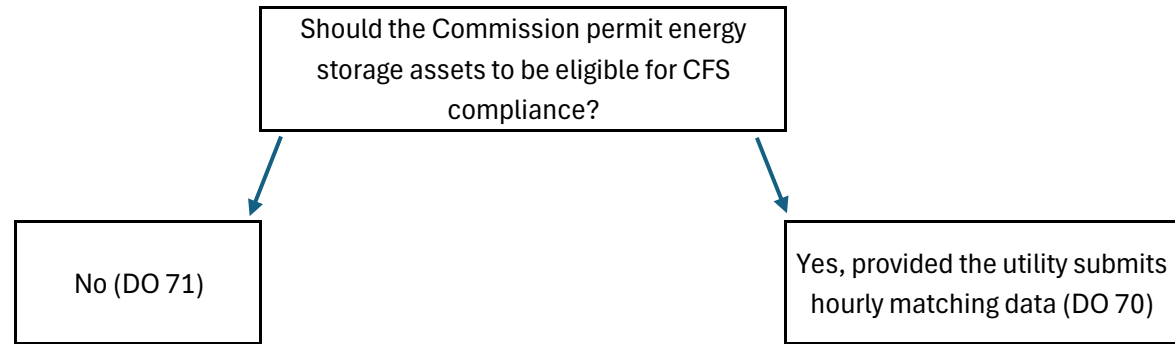 Should the Commission permit energy
storage assets to be eligible for CFS
compliance?
No (DO 71)
Yes, provided the utility submits
hourly matching data (DO 70)